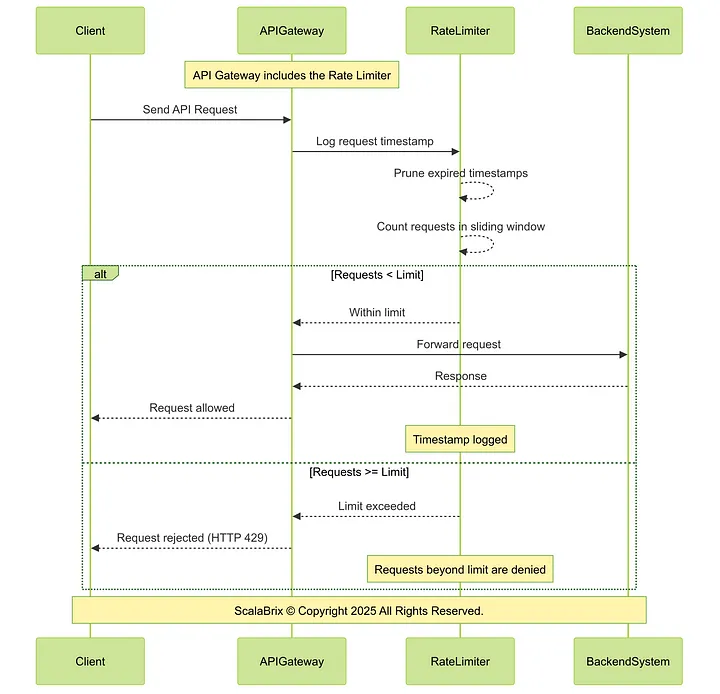 Client
APIGateway
RateLimiter
BackendSystem
API Gateway includes the Rate Limiter
Send API Request
Log request timestamp
Prune expired timestamps
Count requests in sliding window
alt
[Requests < Limit]
Within limit
Forward request
Response
Request allowed
Timestamp logged
[Requests >= Limit]
Limit exceeded
Request rejected (HTTP 429)
Requests beyond limit are denied
ScalaBrix © Copyright 2025 All Rights Reserved.
Client
APIGateway
RateLimiter
BackendSystem